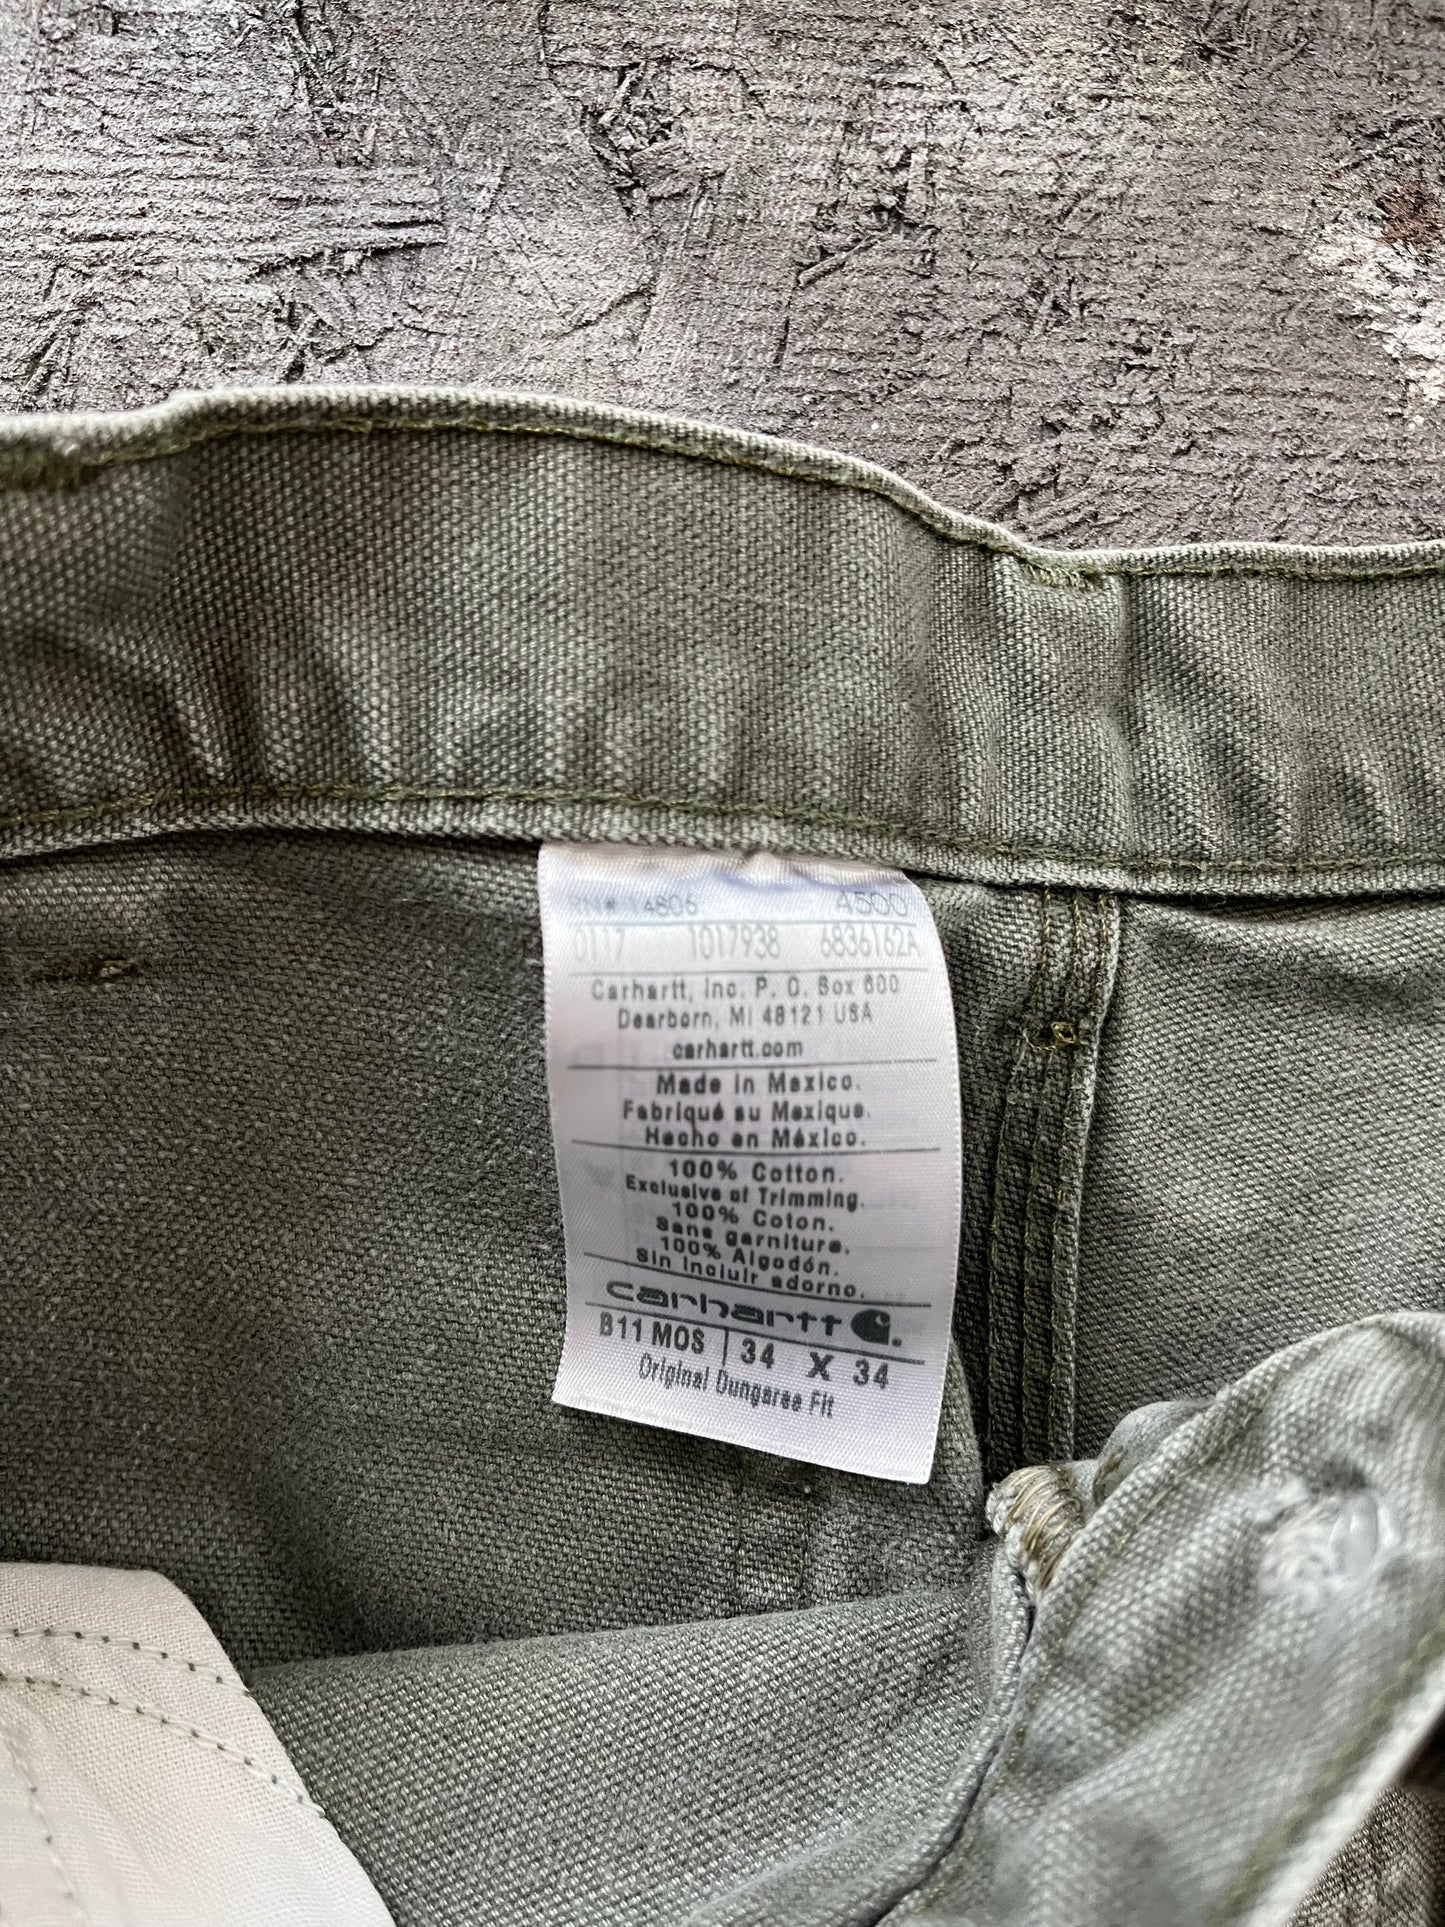 RN# 14806 A500
0117 1017938 6836162A
Carhartt, Inc. P. O. Box 600
Dearborn, MI 48121 USA
carhartt.com
Made in Mexico.
Fabriqué au Mexique.
Hecho en México.
100% Cotton.
Exclusive of Trimming.
100% Coton.
Sans garniture.
100% Algodón.
Sin incluir adorno.
carhartt
B11 MOS 34 X 34
Original Dungaree Fit